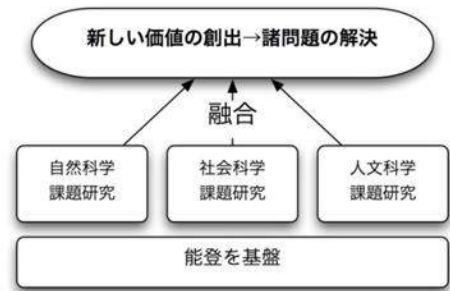 新しい価値の創出→諸問題の解決
融合
自然科学
課題研究
社会科学
課題研究
人文科学
課題研究
能登を基盤